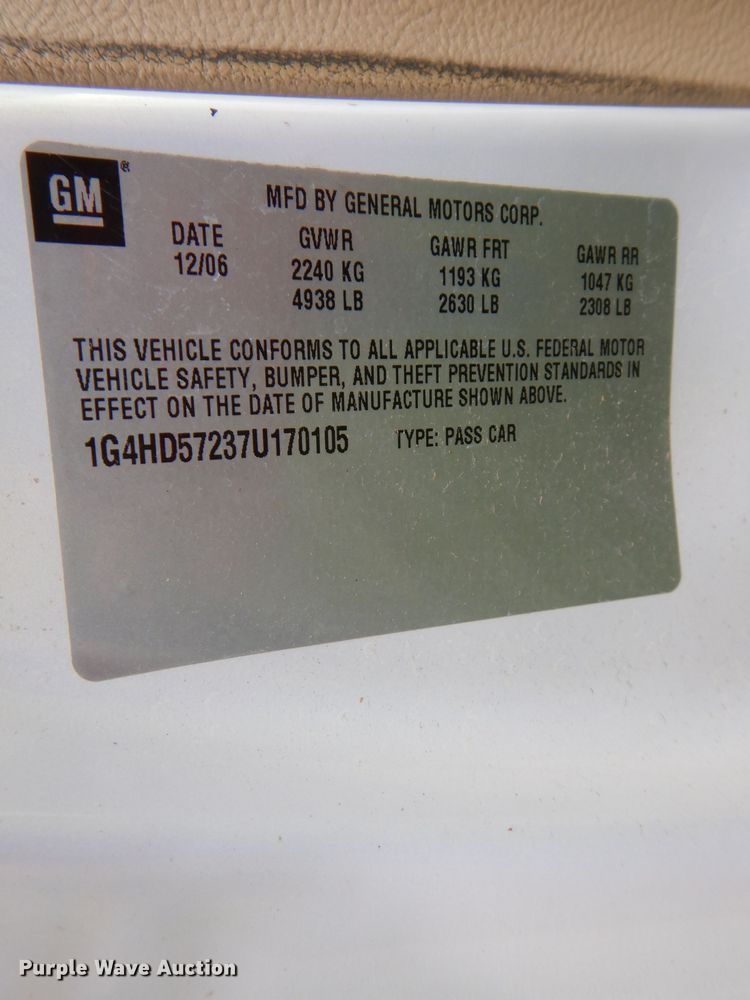 GM®
MFD BY GENERAL MOTORS CORP.
DATE GVWR GAWR FRT GAWR RR
12/06 2240 KG 1193 KG 1047 KG
4938 LB 2630 LB 2308 LB
THIS VEHICLE CONFORMS TO ALL APPLICABLE U.S. FEDERAL MOTOR
VEHICLE SAFETY, BUMPER, AND THEFT PREVENTION STANDARDS IN
EFFECT ON THE DATE OF MANUFACTURE SHOWN ABOVE.
1G4HD57237U170105 TYPE: PASS CAR
Purple Wave Auction